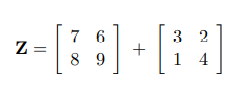 Z = [ 7 6 ] + [ 3 2 ]
    [ 8 9 ]   [ 1 4 ]